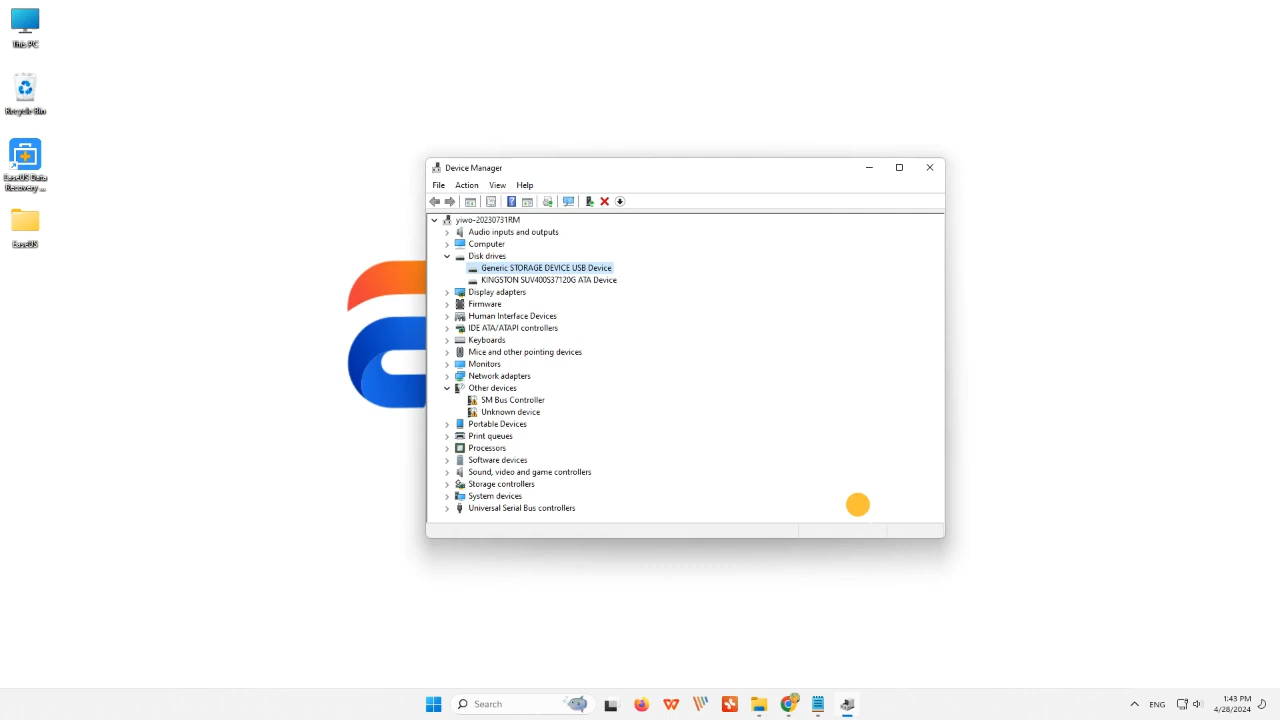 This PC
Recycle Bin
EaseUS Data
Recovery ...
EaseUS
Device Manager
File Action View Help
yiwo-20230731RM
Audio inputs and outputs
Computer
Disk drives
Generic STORAGE DEVICE USB Device
KINGSTON SUV400S37120G ATA Device
Display adapters
Firmware
Human Interface Devices
IDE ATA/ATAPI controllers
Keyboards
Mice and other pointing devices
Monitors
Network adapters
Other devices
SM Bus Controller
Unknown device
Portable Devices
Print queues
Processors
Software devices
Sound, video and game controllers
Storage controllers
System devices
Universal Serial Bus controllers
Search
ENG
1:43 PM
4/28/2024